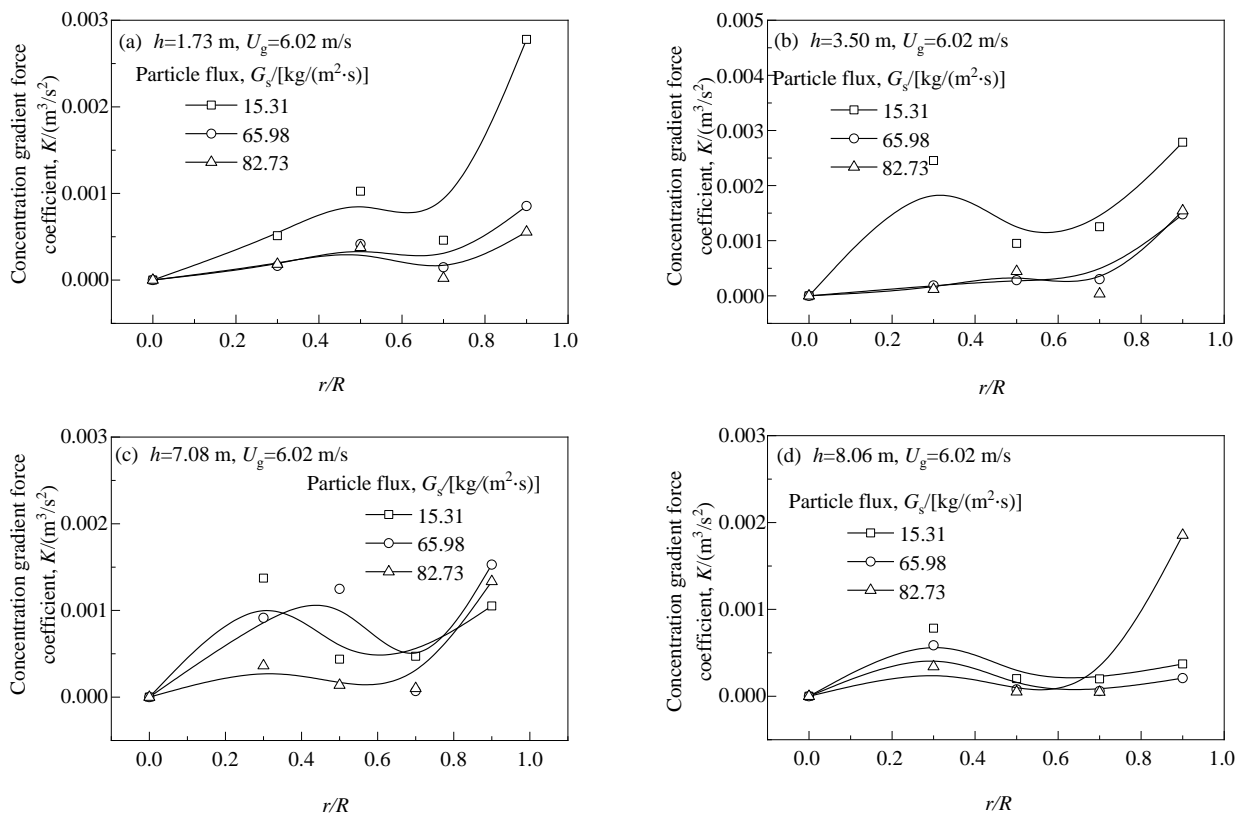 (a) h=1.73 m, Ug=6.02 m/s
Particle flux, Gs/[kg/(m²·s)]
15.31
65.98
82.73
0.003
0.002
0.001
0.000
Concentration gradient force
coefficient, K/(m³/s²)
0.0 0.2 0.4 0.6 0.8 1.0
r/R
(b) h=3.50 m, Ug=6.02 m/s
Particle flux, Gs/[kg/(m²·s)]
15.31
65.98
82.73
0.005
0.005
0.003
0.002
0.001
0.000
Concentration gradient force
coefficient, K/(m³/s²)
0.0 0.2 0.4 0.6 0.8 1.0
r/R
(c) h=7.08 m, Ug=6.02 m/s
Particle flux, Gs/[kg/(m²·s)]
15.31
65.98
82.73
0.003
0.002
0.001
0.000
Concentration gradient force
coefficient, K/(m³/s²)
0.0 0.2 0.4 0.6 0.8 1.0
r/R
(d) h=8.06 m, Ug=6.02 m/s
Particle flux, Gs/[kg/(m²·s)]
15.31
65.98
82.73
0.003
0.002
0.001
0.000
Concentration gradient force
coefficient, K/(m³/s²)
0.0 0.2 0.4 0.6 0.8 1.0
r/R